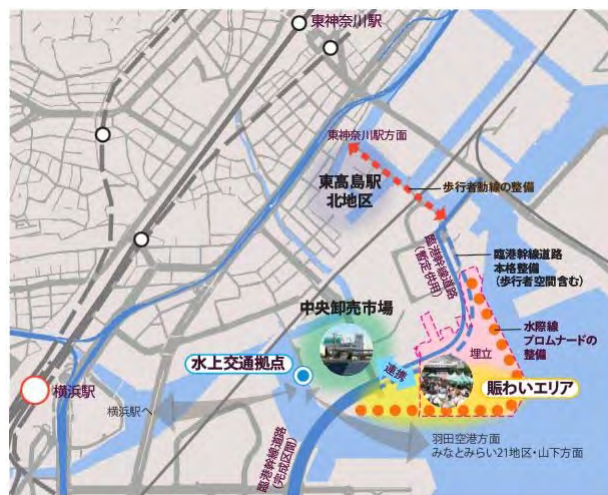 東神奈川駅
東神奈川駅方面
東高島駅
北地区
歩行者動線の整備
臨港幹線道路
(暫定供用)
臨港幹線道路
本格整備
(歩行者空間含む)
中央卸売市場
水際線
プロムナードの
整備
埋立
水上交通拠点
連携
賑わいエリア
横浜駅
横浜駅へ
臨港幹線道路
(完成区間)
羽田空港方面
みなとみらい21地区・山下方面